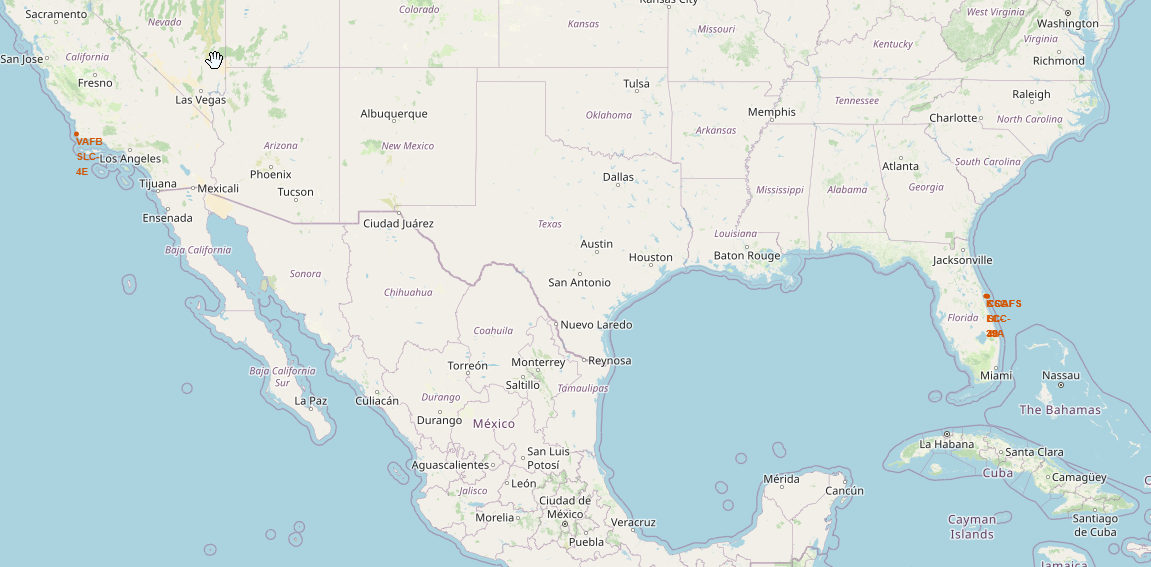 Sacramento
Nevada
Colorado
Kansas City
Kansas
Missouri
West Virginia
Washington
San Jose
California
Kentucky
Virginia
Richmond
Fresno
Las Vegas
Tulsa
Raleigh
Albuquerque
Oklahoma
Memphis
Tennessee
Charlotte
North Carolina
VAFB
SLC
4E
Los Angeles
Arizona
New Mexico
Arkansas
Atlanta
South Carolina
Phoenix
Tijuana
Mexicali
Tucson
Dallas
Mississippi
Alabama
Georgia
Ensenada
Ciudad Juárez
Texas
Louisiana
Baja California
Austin
Houston
Baton Rouge
Jacksonville
Sonora
Chihuahua
San Antonio
Florida
Coahuila
Nuevo Laredo
Baja California
Sur
Torreón
Monterrey
Reynosa
Saltillo
Tamaulipas
Miami
Nassau
La Paz
Culiacán
Durango
Durango
México
The Bahamas
Aguascalientes
San Luis
Potosí
La Habana
Santa Clara
Cuba
Camagüey
Jalisco
León
Mérida
Cancún
Ciudad de
México
Morelia
Veracruz
Puebla
Cayman
Islands
Santiago
de Cuba
Jamaica